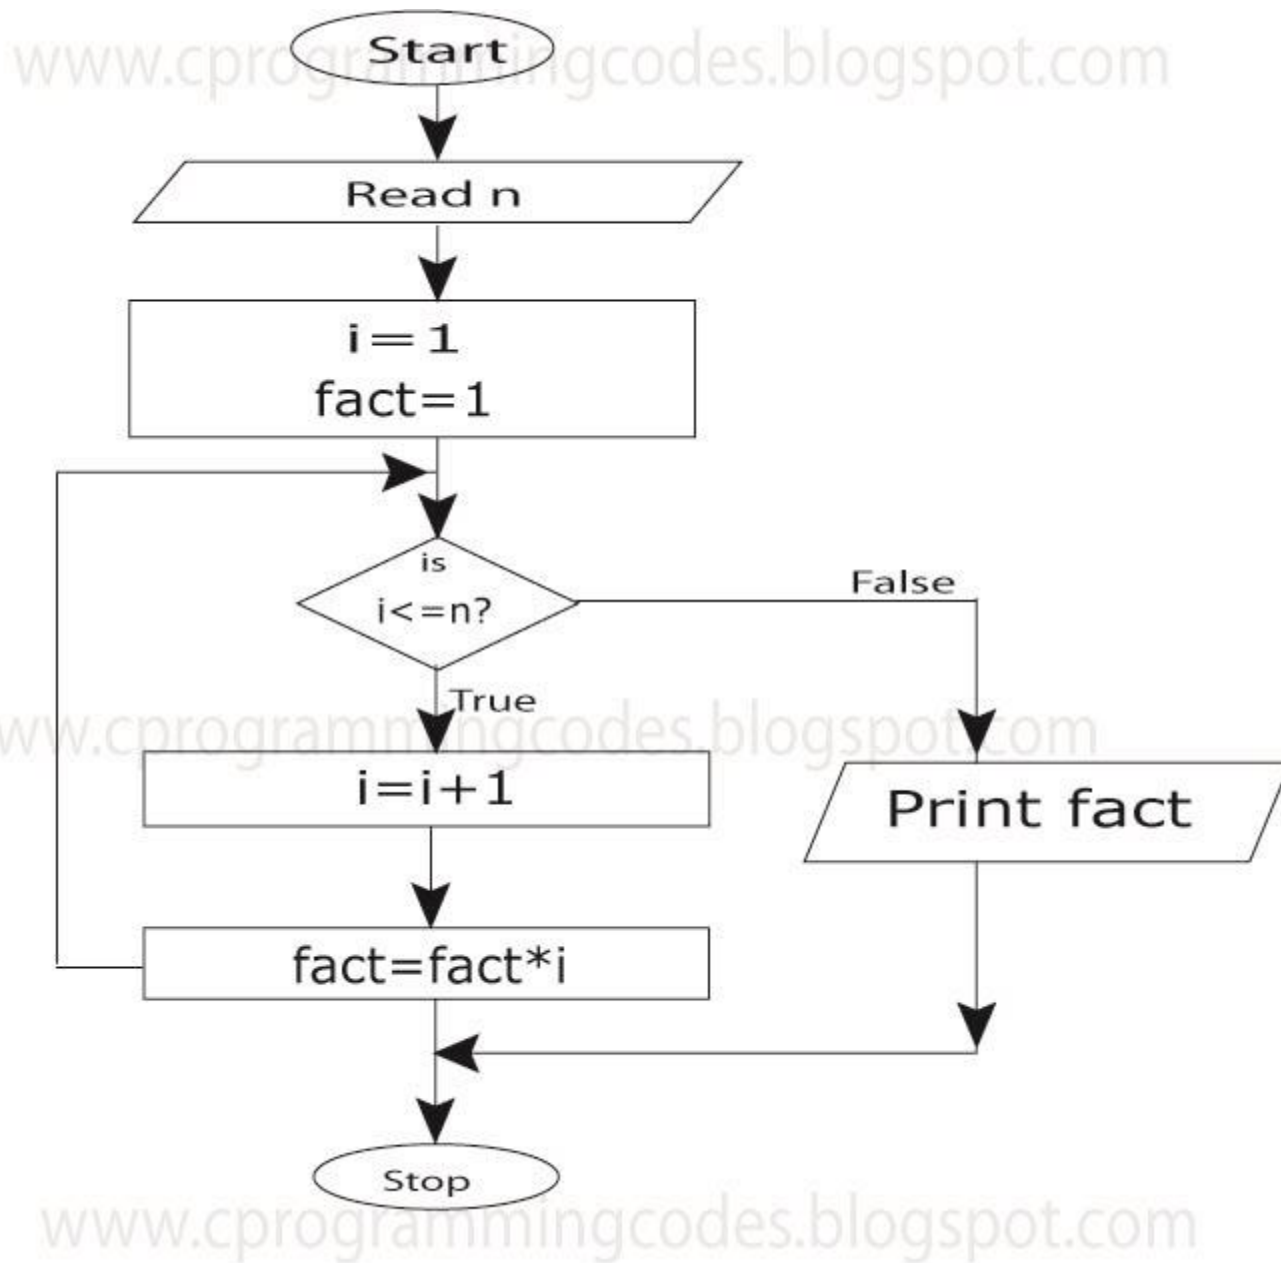 www.cprogrammingcodes.blogspot.com
Start
Read n
i=1
fact=1
is
i<=n?
False
True
ww.cprogrammingcodes.blogspot.com
i=i+1
Print fact
fact=fact*i
Stop
www.cprogrammingcodes.blogspot.com